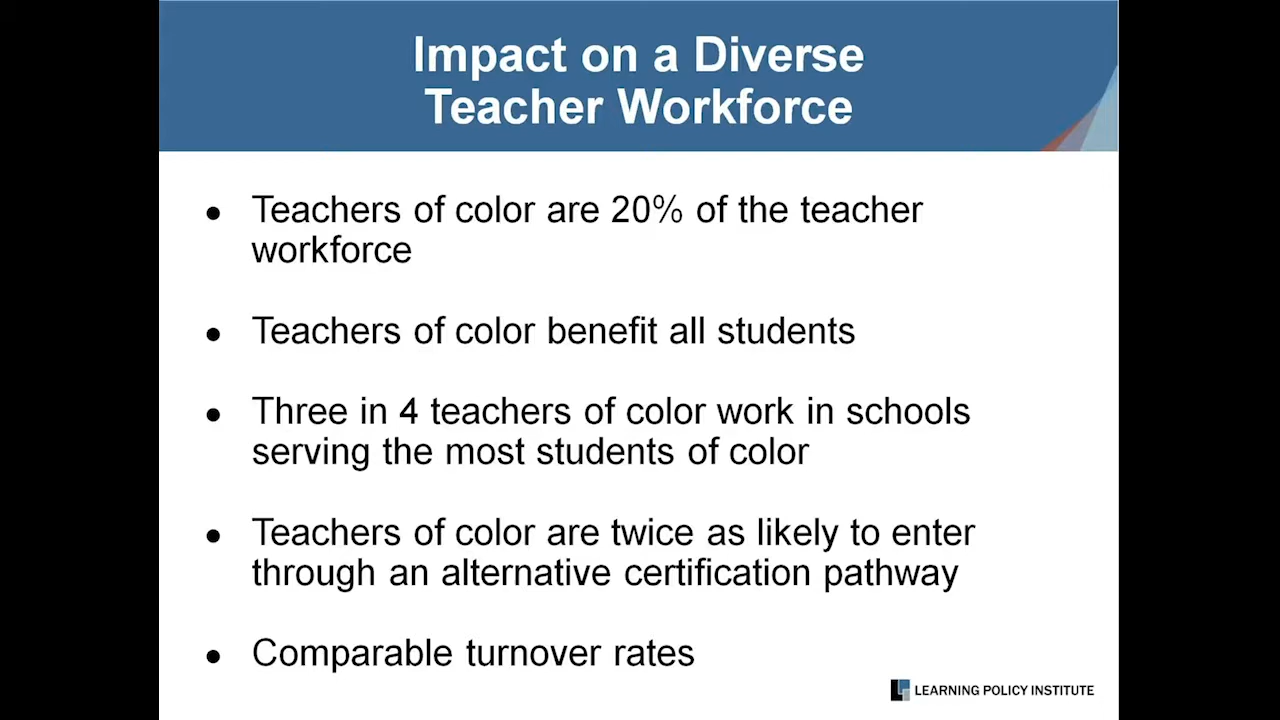 Impact on a Diverse
Teacher Workforce
• Teachers of color are 20% of the teacher
workforce
• Teachers of color benefit all students
• Three in 4 teachers of color work in schools
serving the most students of color
• Teachers of color are twice as likely to enter
through an alternative certification pathway
• Comparable turnover rates
LEARNING POLICY INSTITUTE